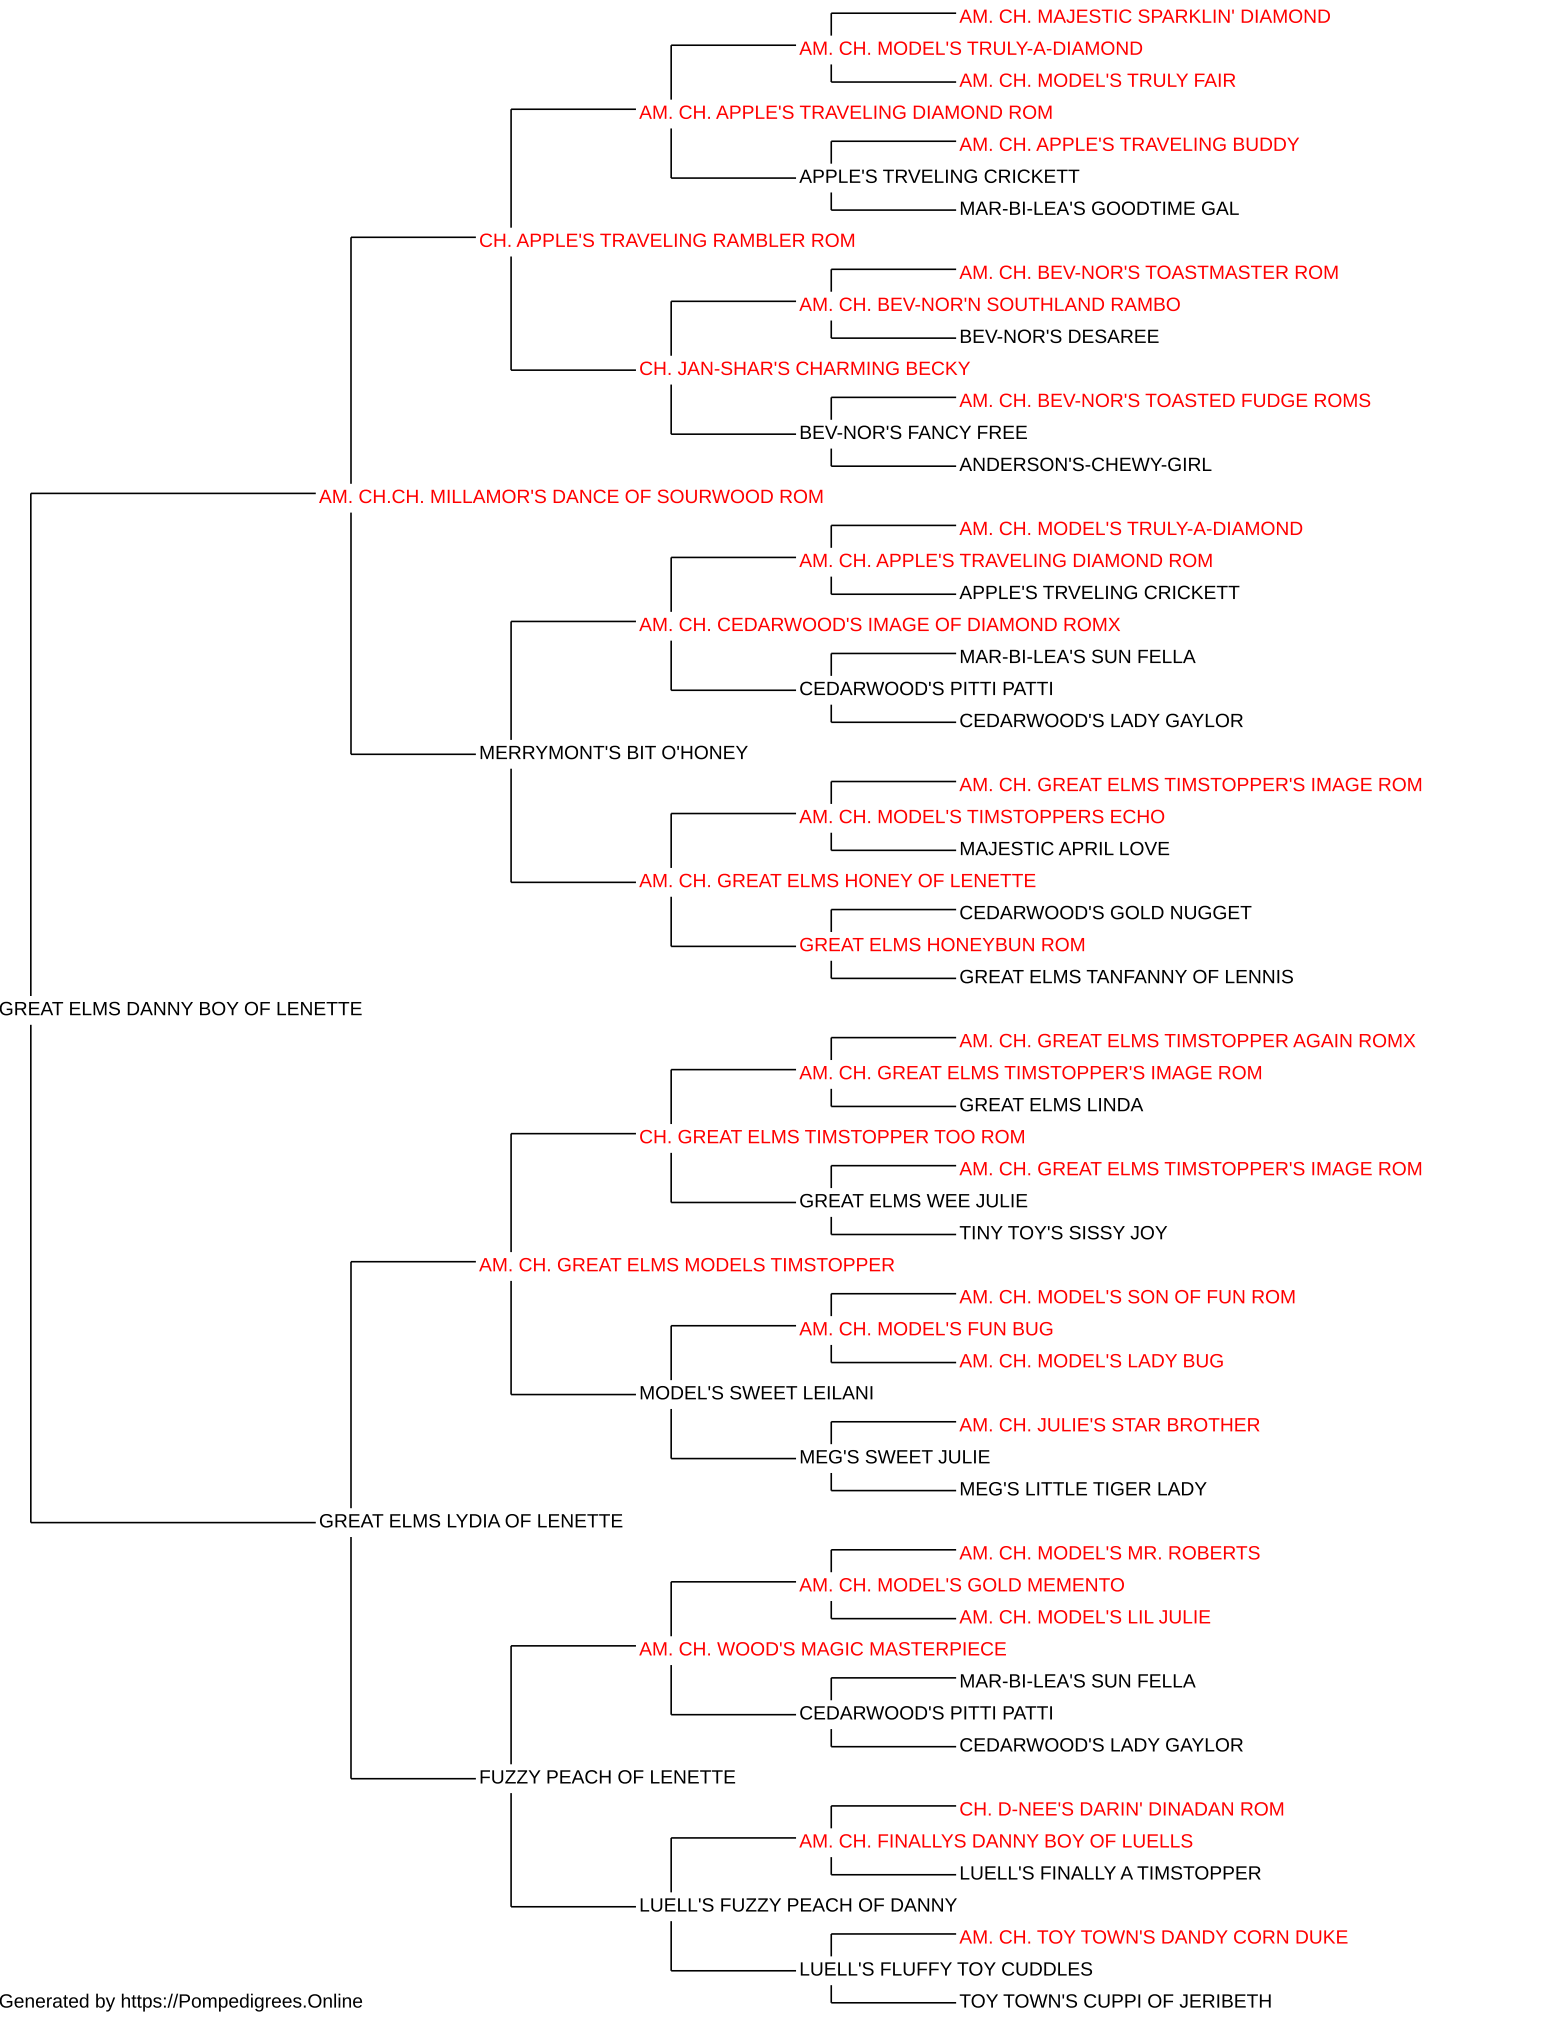 AM. CH. MAJESTIC SPARKLIN' DIAMOND
AM. CH. MODEL'S TRULY-A-DIAMOND
AM. CH. MODEL'S TRULY FAIR
AM. CH. APPLE'S TRAVELING DIAMOND ROM
AM. CH. APPLE'S TRAVELING BUDDY
APPLE'S TRVELING CRICKETT
MAR-BI-LEA'S GOODTIME GAL
CH. APPLE'S TRAVELING RAMBLER ROM
AM. CH. BEV-NOR'S TOASTMASTER ROM
AM. CH. BEV-NOR'N SOUTHLAND RAMBO
BEV-NOR'S DESAREE
CH. JAN-SHAR'S CHARMING BECKY
AM. CH. BEV-NOR'S TOASTED FUDGE ROMS
BEV-NOR'S FANCY FREE
ANDERSON'S-CHEWY-GIRL
AM. CH.CH. MILLAMOR'S DANCE OF SOURWOOD ROM
AM. CH. MODEL'S TRULY-A-DIAMOND
AM. CH. APPLE'S TRAVELING DIAMOND ROM
APPLE'S TRVELING CRICKETT
AM. CH. CEDARWOOD'S IMAGE OF DIAMOND ROMX
MAR-BI-LEA'S SUN FELLA
CEDARWOOD'S PITTI PATTI
CEDARWOOD'S LADY GAYLOR
MERRYMONT'S BIT O'HONEY
AM. CH. GREAT ELMS TIMSTOPPER'S IMAGE ROM
AM. CH. MODEL'S TIMSTOPPERS ECHO
MAJESTIC APRIL LOVE
AM. CH. GREAT ELMS HONEY OF LENETTE
CEDARWOOD'S GOLD NUGGET
GREAT ELMS HONEYBUN ROM
GREAT ELMS TANFANNY OF LENNIS
GREAT ELMS DANNY BOY OF LENETTE
AM. CH. GREAT ELMS TIMSTOPPER AGAIN ROMX
AM. CH. GREAT ELMS TIMSTOPPER'S IMAGE ROM
GREAT ELMS LINDA
CH. GREAT ELMS TIMSTOPPER TOO ROM
AM. CH. GREAT ELMS TIMSTOPPER'S IMAGE ROM
GREAT ELMS WEE JULIE
TINY TOY'S SISSY JOY
AM. CH. GREAT ELMS MODELS TIMSTOPPER
AM. CH. MODEL'S SON OF FUN ROM
AM. CH. MODEL'S FUN BUG
AM. CH. MODEL'S LADY BUG
MODEL'S SWEET LEILANI
AM. CH. JULIE'S STAR BROTHER
MEG'S SWEET JULIE
MEG'S LITTLE TIGER LADY
GREAT ELMS LYDIA OF LENETTE
AM. CH. MODEL'S MR. ROBERTS
AM. CH. MODEL'S GOLD MEMENTO
AM. CH. MODEL'S LIL JULIE
AM. CH. WOOD'S MAGIC MASTERPIECE
MAR-BI-LEA'S SUN FELLA
CEDARWOOD'S PITTI PATTI
CEDARWOOD'S LADY GAYLOR
FUZZY PEACH OF LENETTE
CH. D-NEE'S DARIN' DINADAN ROM
AM. CH. FINALLYS DANNY BOY OF LUELLS
LUELL'S FINALLY A TIMSTOPPER
LUELL'S FUZZY PEACH OF DANNY
AM. CH. TOY TOWN'S DANDY CORN DUKE
LUELL'S FLUFFY TOY CUDDLES
TOY TOWN'S CUPPI OF JERIBETH
Generated by https://Pompedigrees.Online